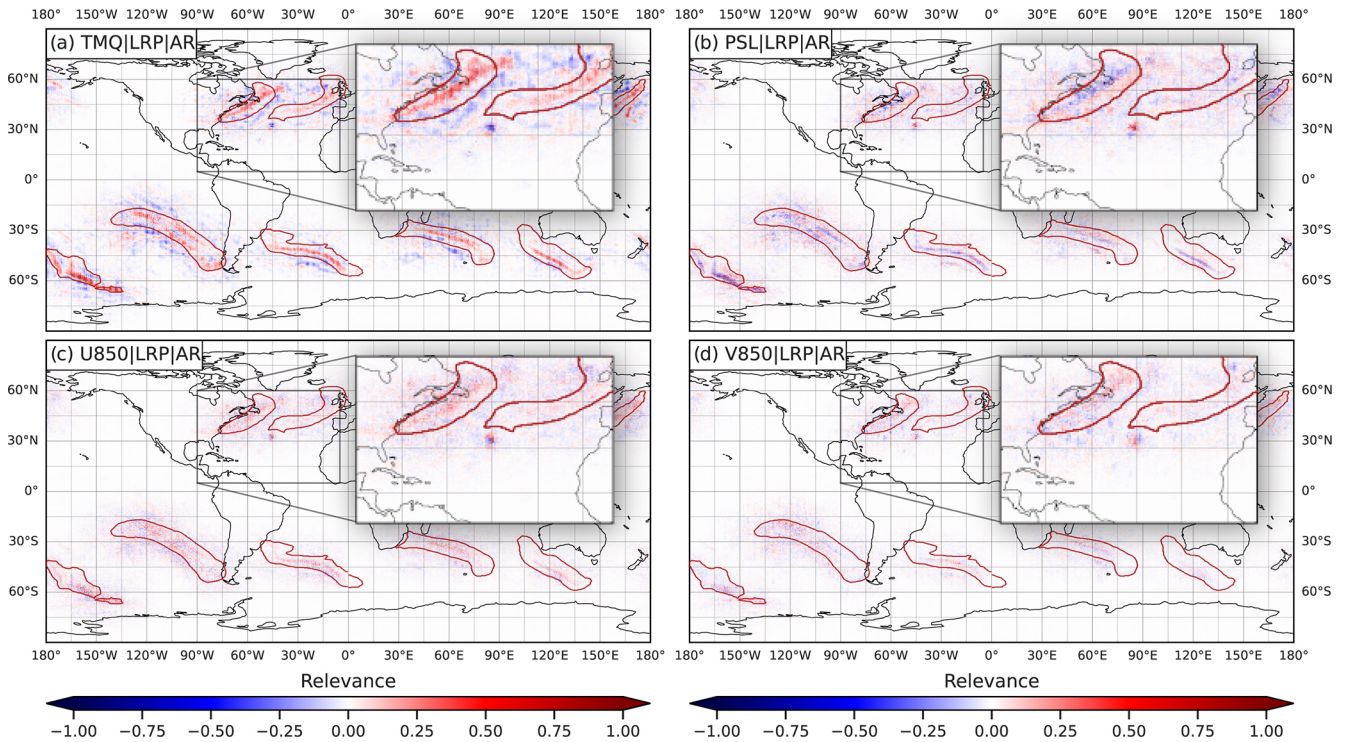 180° 150°W 120°W 90°W 60°W 30°W 0° 30°E 60°E 90°E 120°E 150°E 180° 180° 150°W 120°W 90°W 60°W 30°W 0° 30°E 60°E 90°E 120°E 150°E 180°
(a) TMQ|LRP|AR (b) PSL|LRP|AR
60°N 60°N
30°N 30°N
0° 0°
30°S 30°S
60°S 60°S
(c) U850|LRP|AR (d) V850|LRP|AR
60°N 60°N
30°N 30°N
0° 0°
30°S 30°S
60°S 60°S
180° 150°W 120°W 90°W 60°W 30°W 0° 30°E 60°E 90°E 120°E 150°E 180° 180° 150°W 120°W 90°W 60°W 30°W 0° 30°E 60°E 90°E 120°E 150°E 180°
Relevance Relevance
−1.00 −0.75 −0.50 −0.25 0.00 0.25 0.50 0.75 1.00 −1.00 −0.75 −0.50 −0.25 0.00 0.25 0.50 0.75 1.00